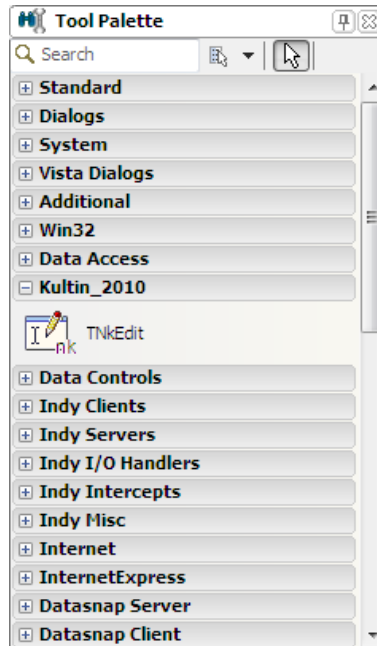 Tool Palette
Search
Standard
Dialogs
System
Vista Dialogs
Additional
Win32
Data Access
Kultin_2010
TNkEdit
Data Controls
Indy Clients
Indy Servers
Indy I/O Handlers
Indy Intercepts
Indy Misc
Internet
InternetExpress
Datasnap Server
Datasnap Client